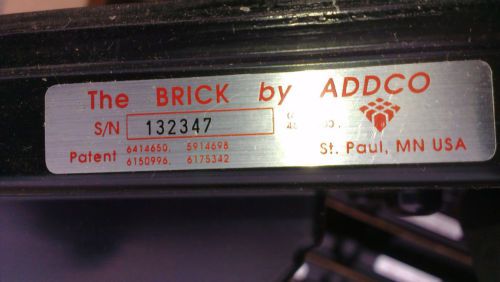 The BRICK by ADDCO
S/N 132347
Patent 6414650, 5914698
6150996, 6175342
St. Paul, MN USA